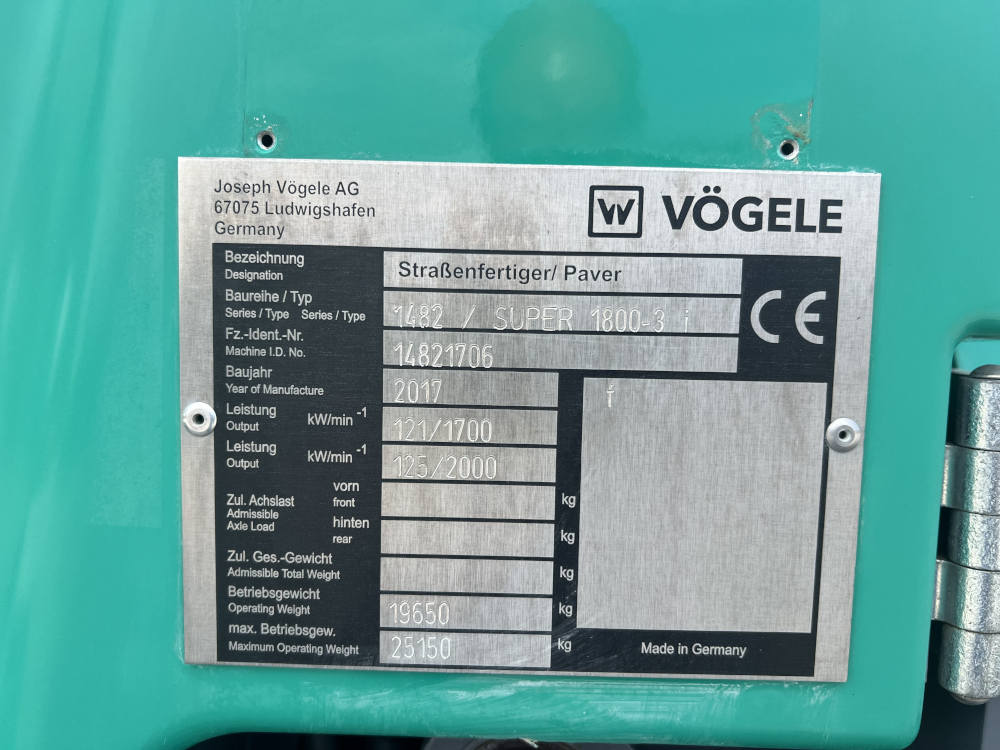 Joseph Vögele AG
67075 Ludwigshafen
Germany
W VÖGELE
Bezeichnung
Designation
Straßenfertiger/ Paver
Baureihe / Typ
Series / Type Series / Type
1482 / SUPER 1800-3 i
CE
Fz.-Ident.-Nr.
Machine I.D. No.
14821706
Baujahr
Year of Manufacture
2017
Leistung
Output
kW/min -1
121/1700
Leistung
Output
kW/min -1
125/2000
Zul. Achslast
Admissible
Axle Load
vorn
front
kg
hinten
rear
kg
Zul. Ges.-Gewicht
Admissible Total Weight
kg
Betriebsgewicht
Operating Weight
19650 kg
max. Betriebsgew.
Maximum Operating Weight
25150 kg
Made in Germany